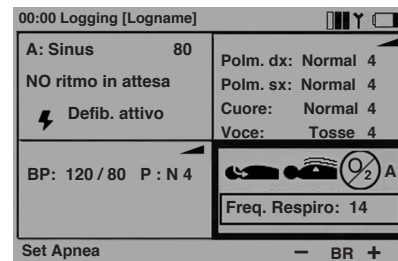 00:00 Logging [Logname]
A: Sinus 80
NO ritmo in attesa
Defib. attivo
Polm. dx: Normal 4
Polm. sx: Normal 4
Cuore: Normal 4
Voce: Tosse 4
BP: 120 / 80 P : N 4
O2 A
Freq. Respiro: 14
Set Apnea − BR +